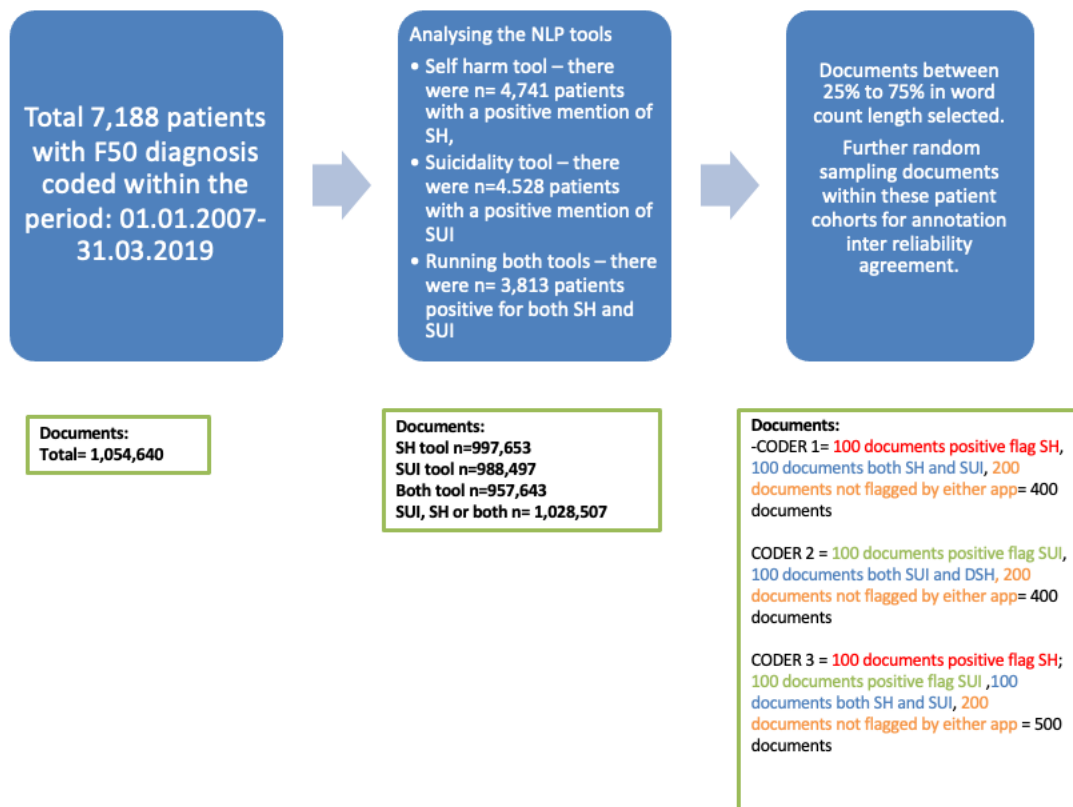 Total 7,188 patients
with F50 diagnosis
coded within the
period: 01.01.2007-
31.03.2019
Analysing the NLP tools
• Self harm tool – there
were n= 4,741 patients
with a positive mention of
SH,
• Suicidality tool – there
were n=4.528 patients
with a positive mention of
SUI
• Running both tools – there
were n= 3,813 patients
positive for both SH and
SUI
Documents between
25% to 75% in word
count length selected.
Further random
sampling documents
within these patient
cohorts for annotation
inter reliability
agreement.
Documents:
Total= 1,054,640
Documents:
SH tool n=997,653
SUI tool n=988,497
Both tool n=957,643
SUI, SH or both n= 1,028,507
Documents:
-CODER 1= 100 documents positive flag SH,
100 documents both SH and SUI, 200
documents not flagged by either app= 400
documents
CODER 2 = 100 documents positive flag SUI,
100 documents both SUI and DSH, 200
documents not flagged by either app= 400
documents
CODER 3 = 100 documents positive flag SH;
100 documents positive flag SUI ,100
documents both SH and SUI, 200
documents not flagged by either app = 500
documents